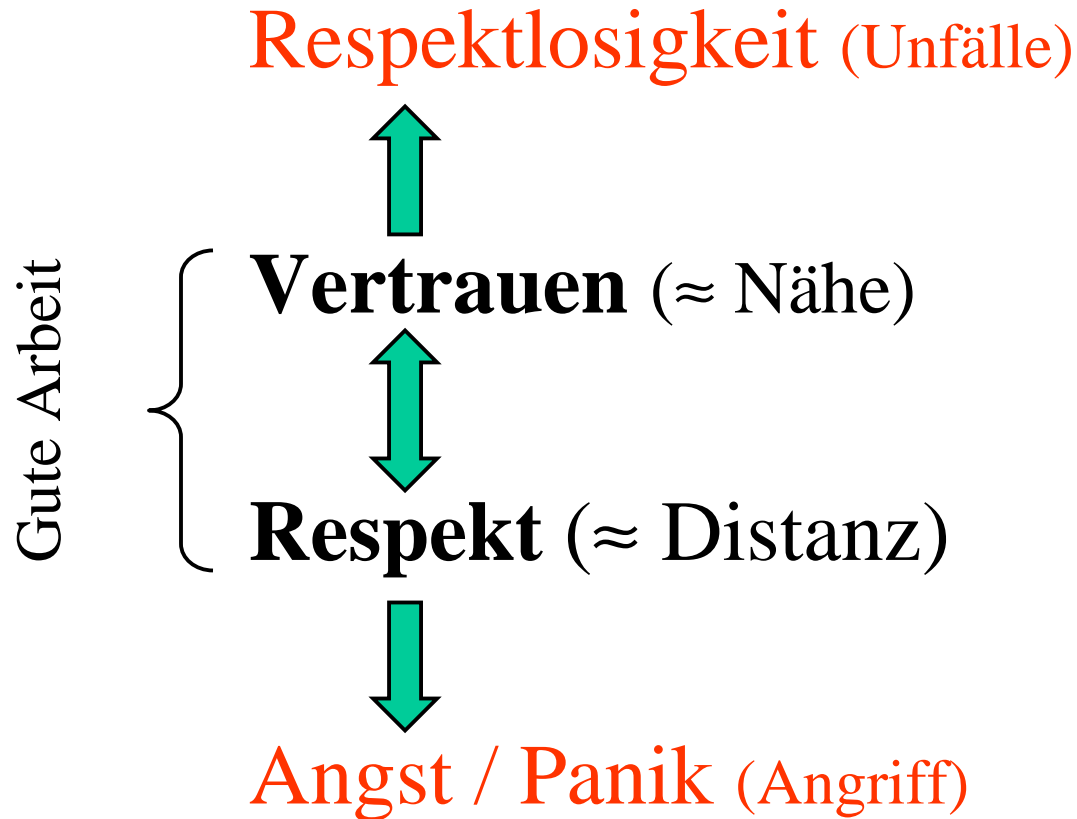 Respektlosigkeit (Unfälle)
Gute Arbeit
Vertrauen (≈ Nähe)
Respekt (≈ Distanz)
Angst / Panik (Angriff)